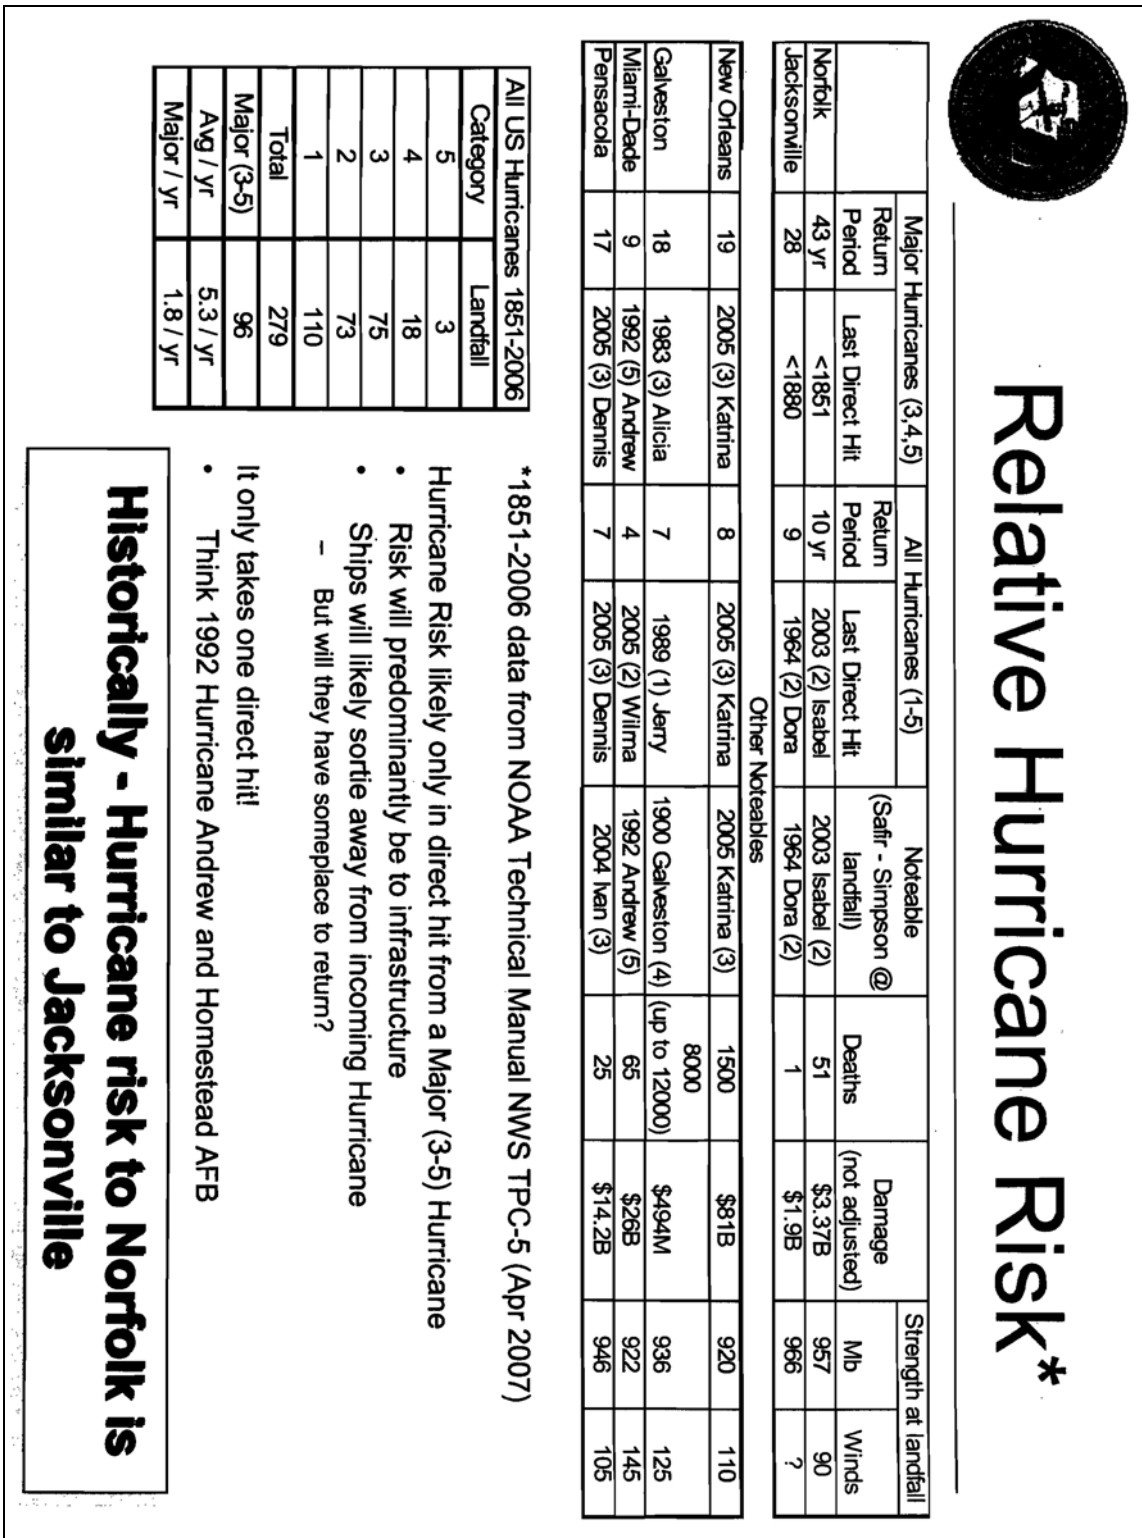 Relative Hurricane Risk*
Major Hurricanes (3,4,5) All Hurricanes (1-5) Noteable (Safir - Simpson @ landfall) Deaths Damage (not adjusted) Strength at landfall
Return Period Last Direct Hit Return Period Last Direct Hit Mb Winds
Norfolk 43 yr <1851 10 yr 2003 (2) Isabel 2003 Isabel (2) 51 $3.37B 957 90
Jacksonville 28 <1880 9 1964 (2) Dora 1964 Dora (2) 1 $1.9B 966 ?
Other Noteables
New Orleans 19 2005 (3) Katrina 8 2005 (3) Katrina 2005 Katrina (3) 1500 $81B 920 110
Galveston 18 1983 (3) Alicia 7 1989 (1) Jerry 1900 Galveston (4) 8000 (up to 12000) $494M 936 125
Miami-Dade 9 1992 (5) Andrew 4 2005 (2) Wilma 1992 Andrew (5) 65 $26B 922 145
Pensacola 17 2005 (3) Dennis 7 2005 (3) Dennis 2004 Ivan (3) 25 $14.2B 946 105
All US Hurricanes 1851-2006
Category Landfall
5 3
4 18
3 75
2 73
1 110
Total 279
Major (3-5) 96
Avg / yr 5.3 / yr
Major / yr 1.8 / yr
*1851-2006 data from NOAA Technical Manual NWS TPC-5 (Apr 2007)
Hurricane Risk likely only in direct hit from a Major (3-5) Hurricane
• Risk will predominantly be to infrastructure
• Ships will likely sortie away from incoming Hurricane
– But will they have someplace to return?
It only takes one direct hit!
• Think 1992 Hurricane Andrew and Homestead AFB
Historically - Hurricane risk to Norfolk is
similar to Jacksonville